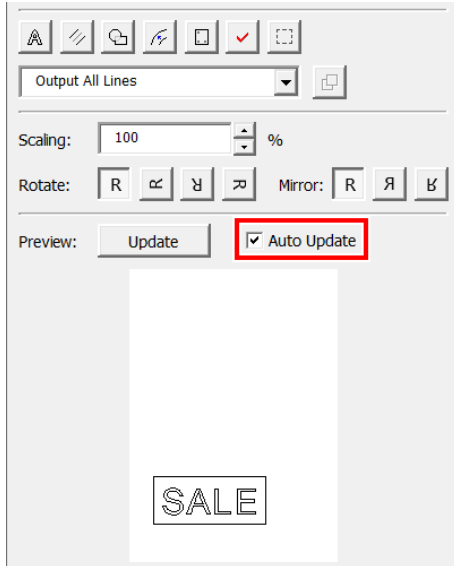 A
Output All Lines
Scaling: 100 %
Rotate: R R R R Mirror: R R R
Preview: Update Auto Update
SALE